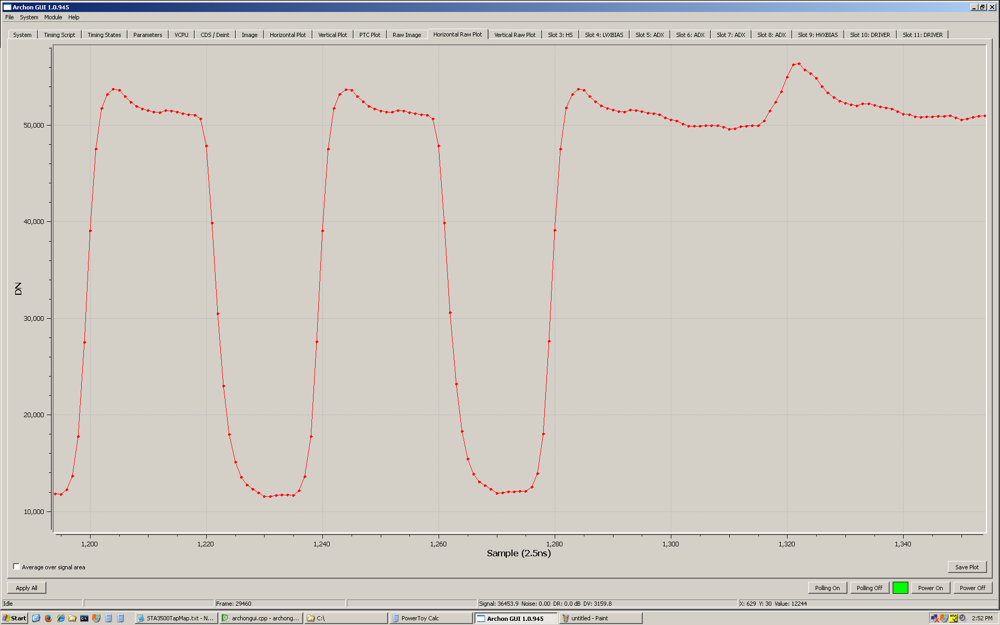 Archon GUI 1.0.945
File System Module Help
System Timing Script Timing States Parameters VCPU CDS / Deint Image Horizontal Plot Vertical Plot PTC Plot Raw Image Horizontal Raw Plot Vertical Raw Plot Slot 3: HS Slot 4: LVXBIAS Slot 5: ADX Slot 6: ADX Slot 7: ADX Slot 8: ADX Slot 9: HVXBIAS Slot 10: DRIVER Slot 11: DRIVER
50,000
40,000
DN
30,000
20,000
10,000
1,200 1,220 1,240 1,260 1,280 1,300 1,320 1,340
Sample (2.5ns)
Average over signal area
Save Plot
Apply All
Polling On Polling Off Power On Power Off
Idle Frame: 29460 Signal: 36453.9 Noise: 0.00 DR: 0.0 dB DV: 3159.8 X: 629 Y: 30 Value: 12244
Start STA3500TapMap.txt - N... archongui.cpp - archong... C:\ PowerToy Calc Archon GUI 1.0.945 untitled - Paint 2:52 PM